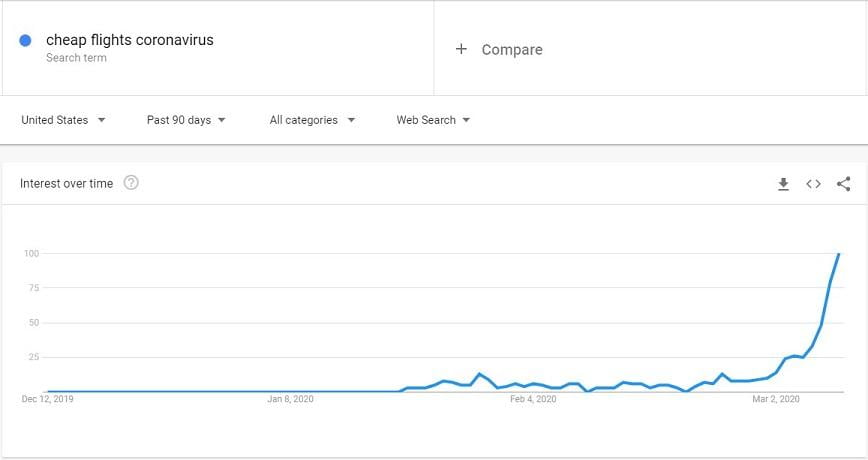 cheap flights coronavirus
Search term
+ Compare
United States
Past 90 days
All categories
Web Search
Interest over time ?
<>
100
75
50
25
Dec 12, 2019
Jan 8, 2020
Feb 4, 2020
Mar 2, 2020